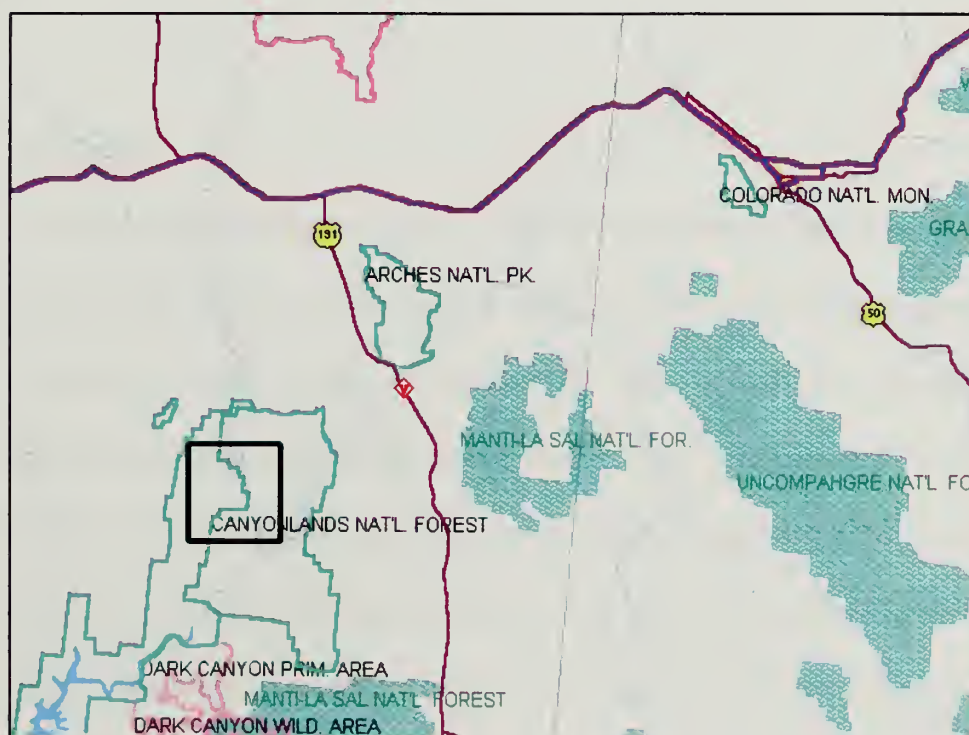 COLORADO NAT'L. MON.
GRA
131
ARCHES NAT'L. PK.
50
MANTI-LA SAL NAT'L. FOR.
UNCOMPAHGRE NAT'L FO
CANYONLANDS NAT'L. FOREST
DARK CANYON PRIM. AREA
MANTI-LA SAL NAT'L FOREST
DARK CANYON WILD. AREA